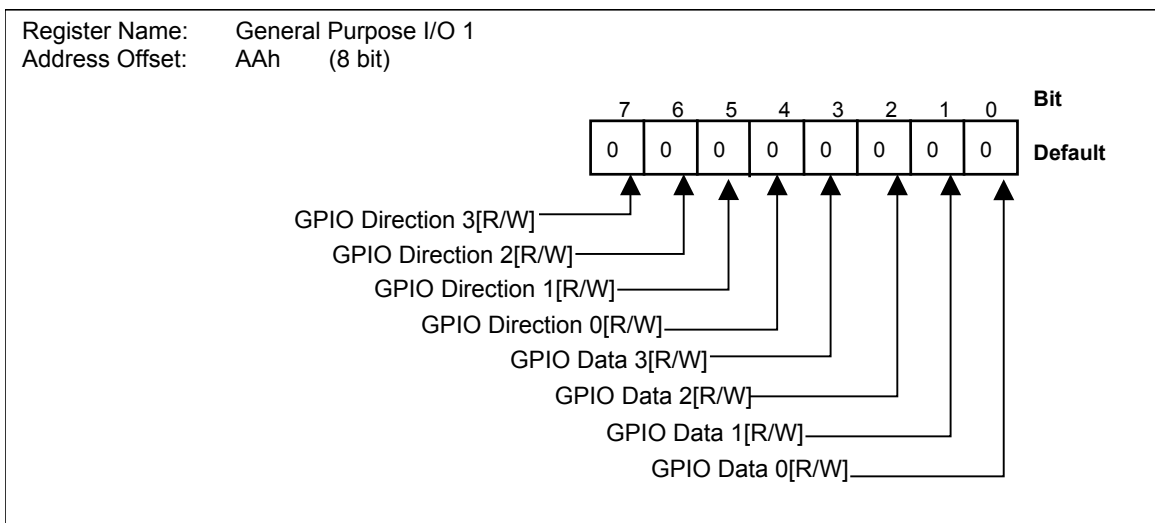 Register Name: General Purpose I/O 1
Address Offset: AAh (8 bit)
7 6 5 4 3 2 1 0 Bit
0 0 0 0 0 0 0 0 Default
GPIO Direction 3[R/W]
GPIO Direction 2[R/W]
GPIO Direction 1[R/W]
GPIO Direction 0[R/W]
GPIO Data 3[R/W]
GPIO Data 2[R/W]
GPIO Data 1[R/W]
GPIO Data 0[R/W]